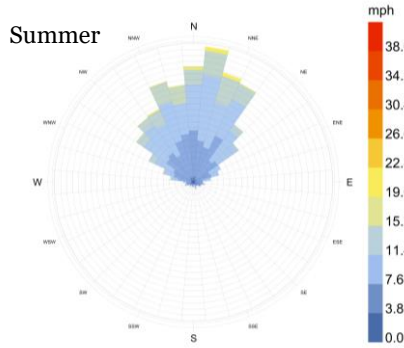 mph
Summer
N
NNW
NNE
NW
NE
WNW
ENE
W
E
WSW
ESE
SW
SE
SSW
SSE
S
38.
34.
30.
26.
22.
19.
15.
11.
7.6
3.8
0.0